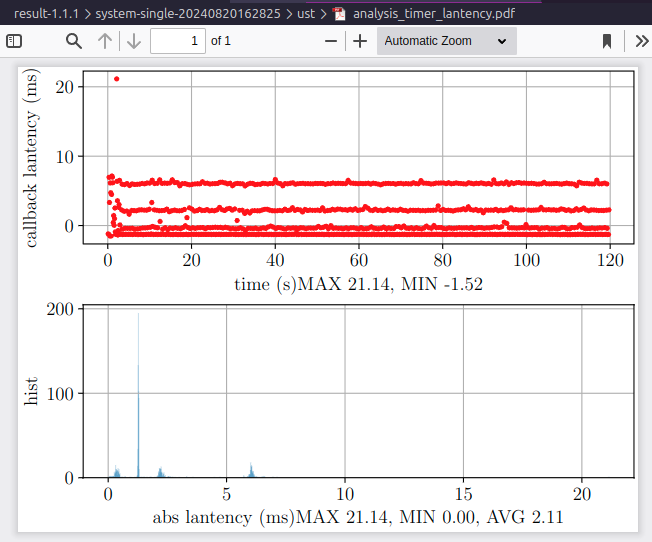 result-1.1.1 > system-single-20240820162825 > ust > analysis_timer_lantency.pdf
1 of 1 Automatic Zoom
callback lantency (ms)
20
10
0
0 20 40 60 80 100 120
time (s)MAX 21.14, MIN -1.52
hist
200
100
0
0 5 10 15 20
abs lantency (ms)MAX 21.14, MIN 0.00, AVG 2.11